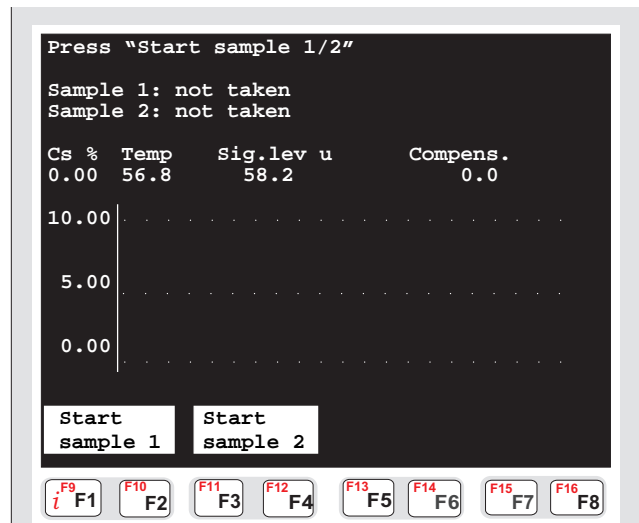 Press “Start sample 1/2”
Sample 1: not taken
Sample 2: not taken
Cs % Temp Sig.lev u Compens.
0.00 56.8 58.2 0.0
10.00
5.00
0.00
Start Start
sample 1 sample 2
F9 F10 F11 F12 F13 F14 F15 F16
i F1 F2 F3 F4 F5 F6 F7 F8